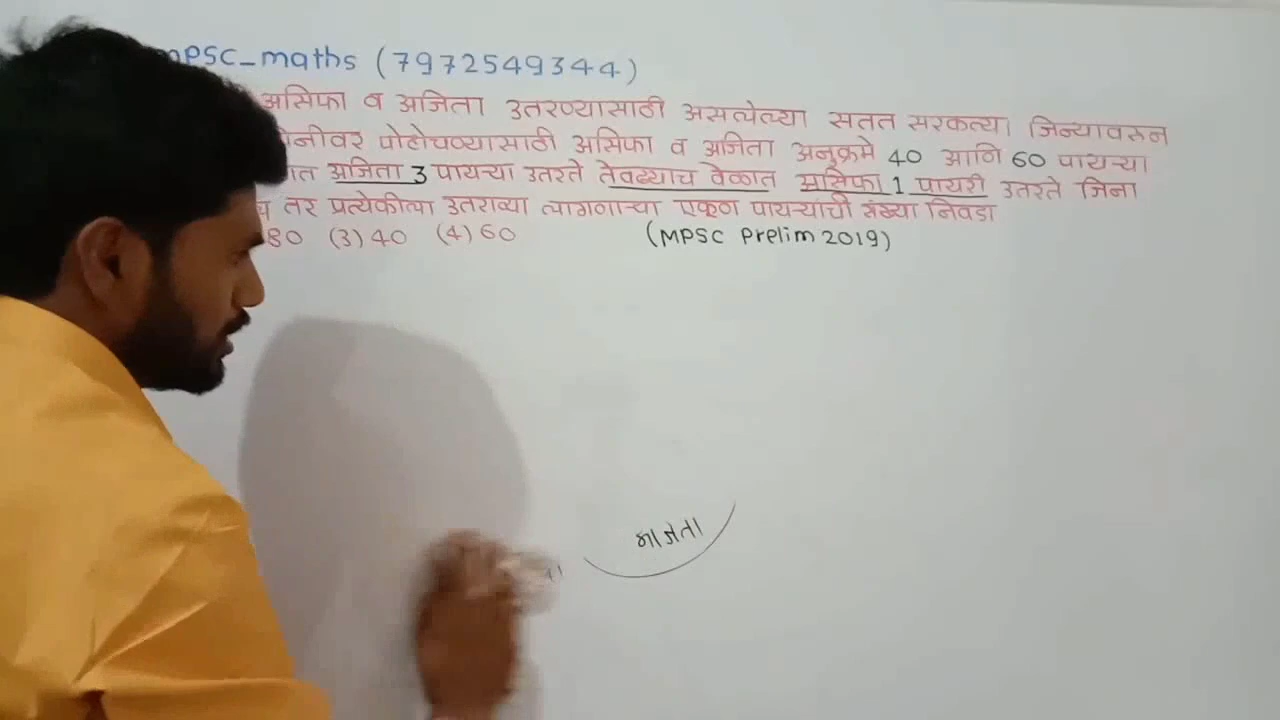 mpsc_maths (7972549344)
असिफा व अजिता उतरण्यासाठी असलेल्या सतत सरकत्या जिन्यावरून
पोहोचण्यासाठी असिफा व अजिता अनुक्रमे 40 आणि 60 पायऱ्या
अजिता 3 पायऱ्या उतरते तेवढ्याच वेळात असिफा 1 पायरी उतरते जिना
तर प्रत्येकीला उतराव्या लागणाऱ्या एकूण पायऱ्यांची संख्या निवडा
80 (3) 40 (4) 60 (MPSC Prelim 2019)